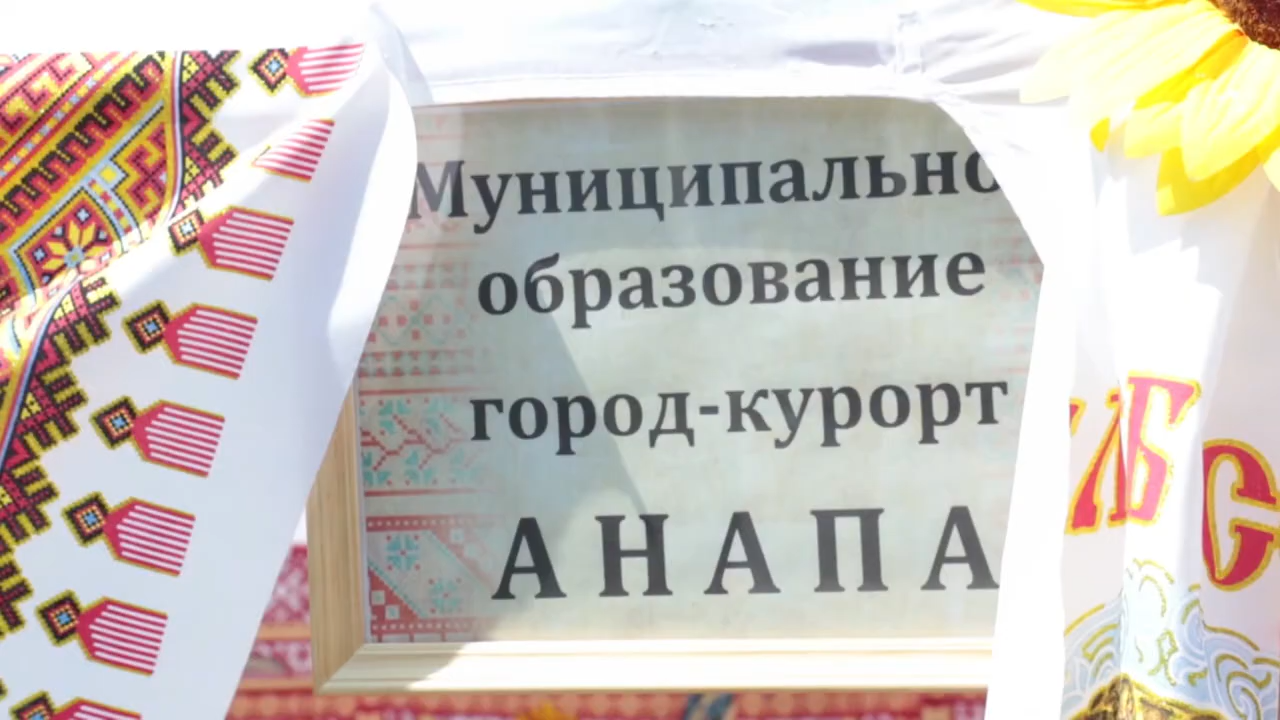 Муниципально
образование
город-курорт
АНАПА